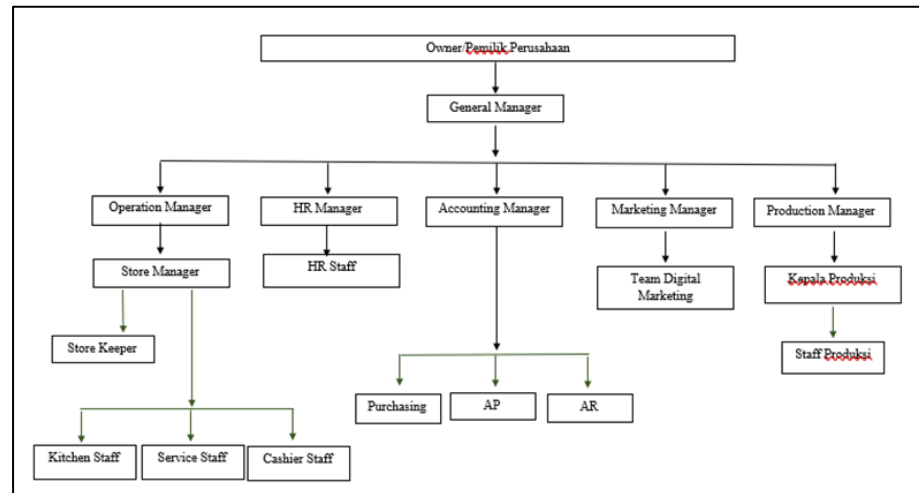 Owner/Pemilik Perusahaan
General Manager
Operation Manager
HR Manager
Accounting Manager
Marketing Manager
Production Manager
Store Manager
HR Staff
Team Digital
Marketing
Kepala Produksi
Store Keeper
Staff Produksi
Purchasing
AP
AR
Kitchen Staff
Service Staff
Cashier Staff